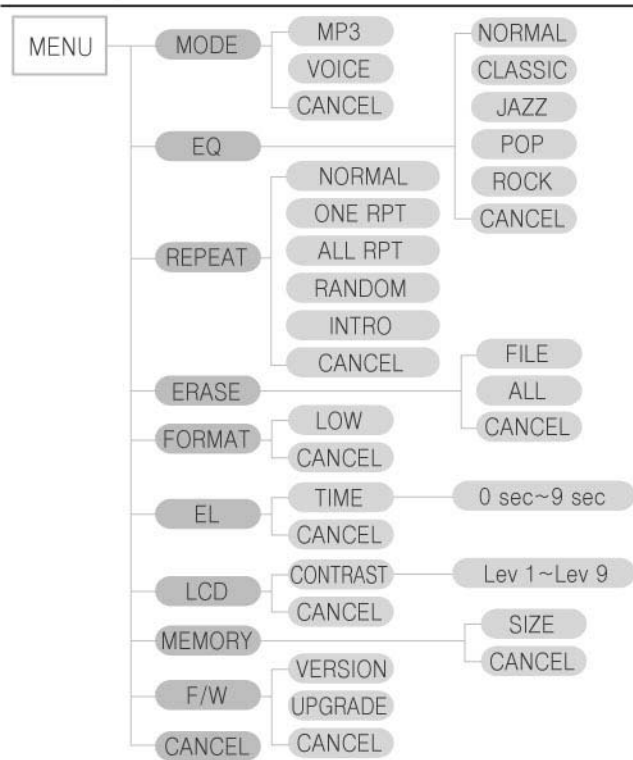 MENU
MODE
MP3
VOICE
CANCEL
EQ
NORMAL
CLASSIC
JAZZ
POP
ROCK
CANCEL
REPEAT
NORMAL
ONE RPT
ALL RPT
RANDOM
INTRO
CANCEL
ERASE
FILE
ALL
CANCEL
FORMAT
LOW
CANCEL
EL
TIME
0 sec~9 sec
CANCEL
LCD
CONTRAST
Lev 1~Lev 9
CANCEL
MEMORY
SIZE
CANCEL
F/W
VERSION
UPGRADE
CANCEL
CANCEL